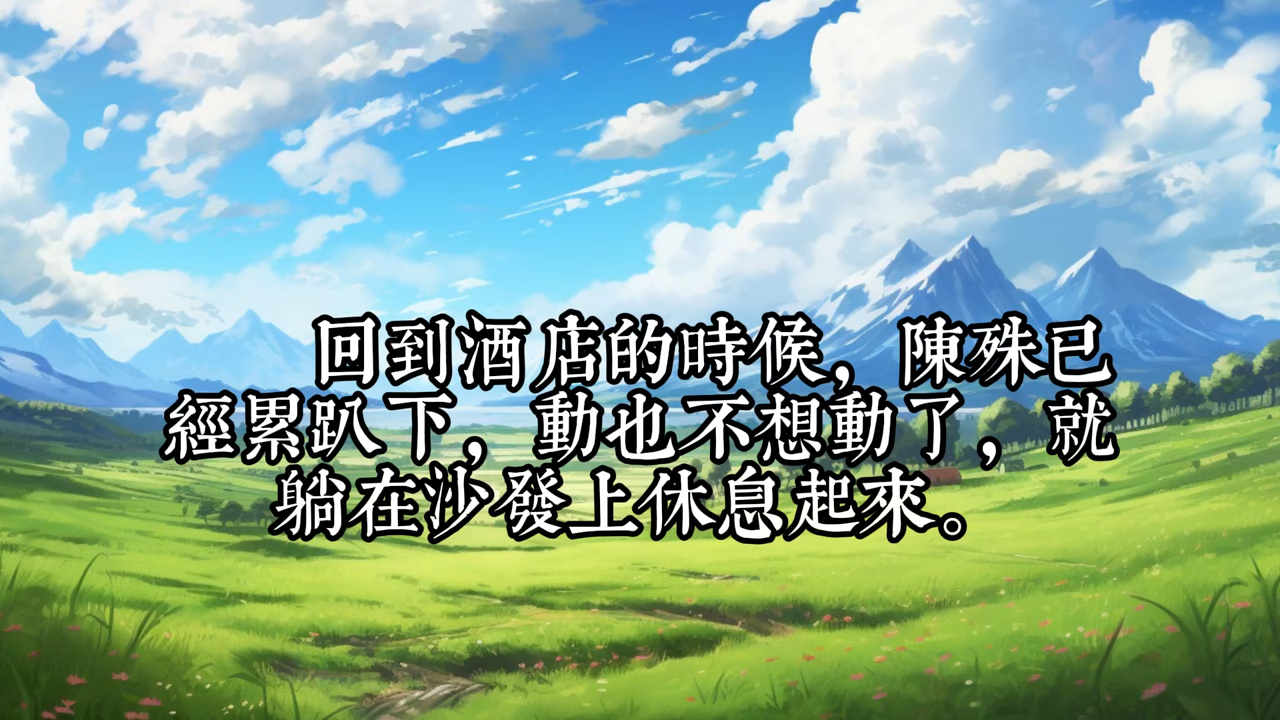 回到酒店的時候，陳殊已
經累趴下，動也不想動了，就
躺在沙發上休息起來。